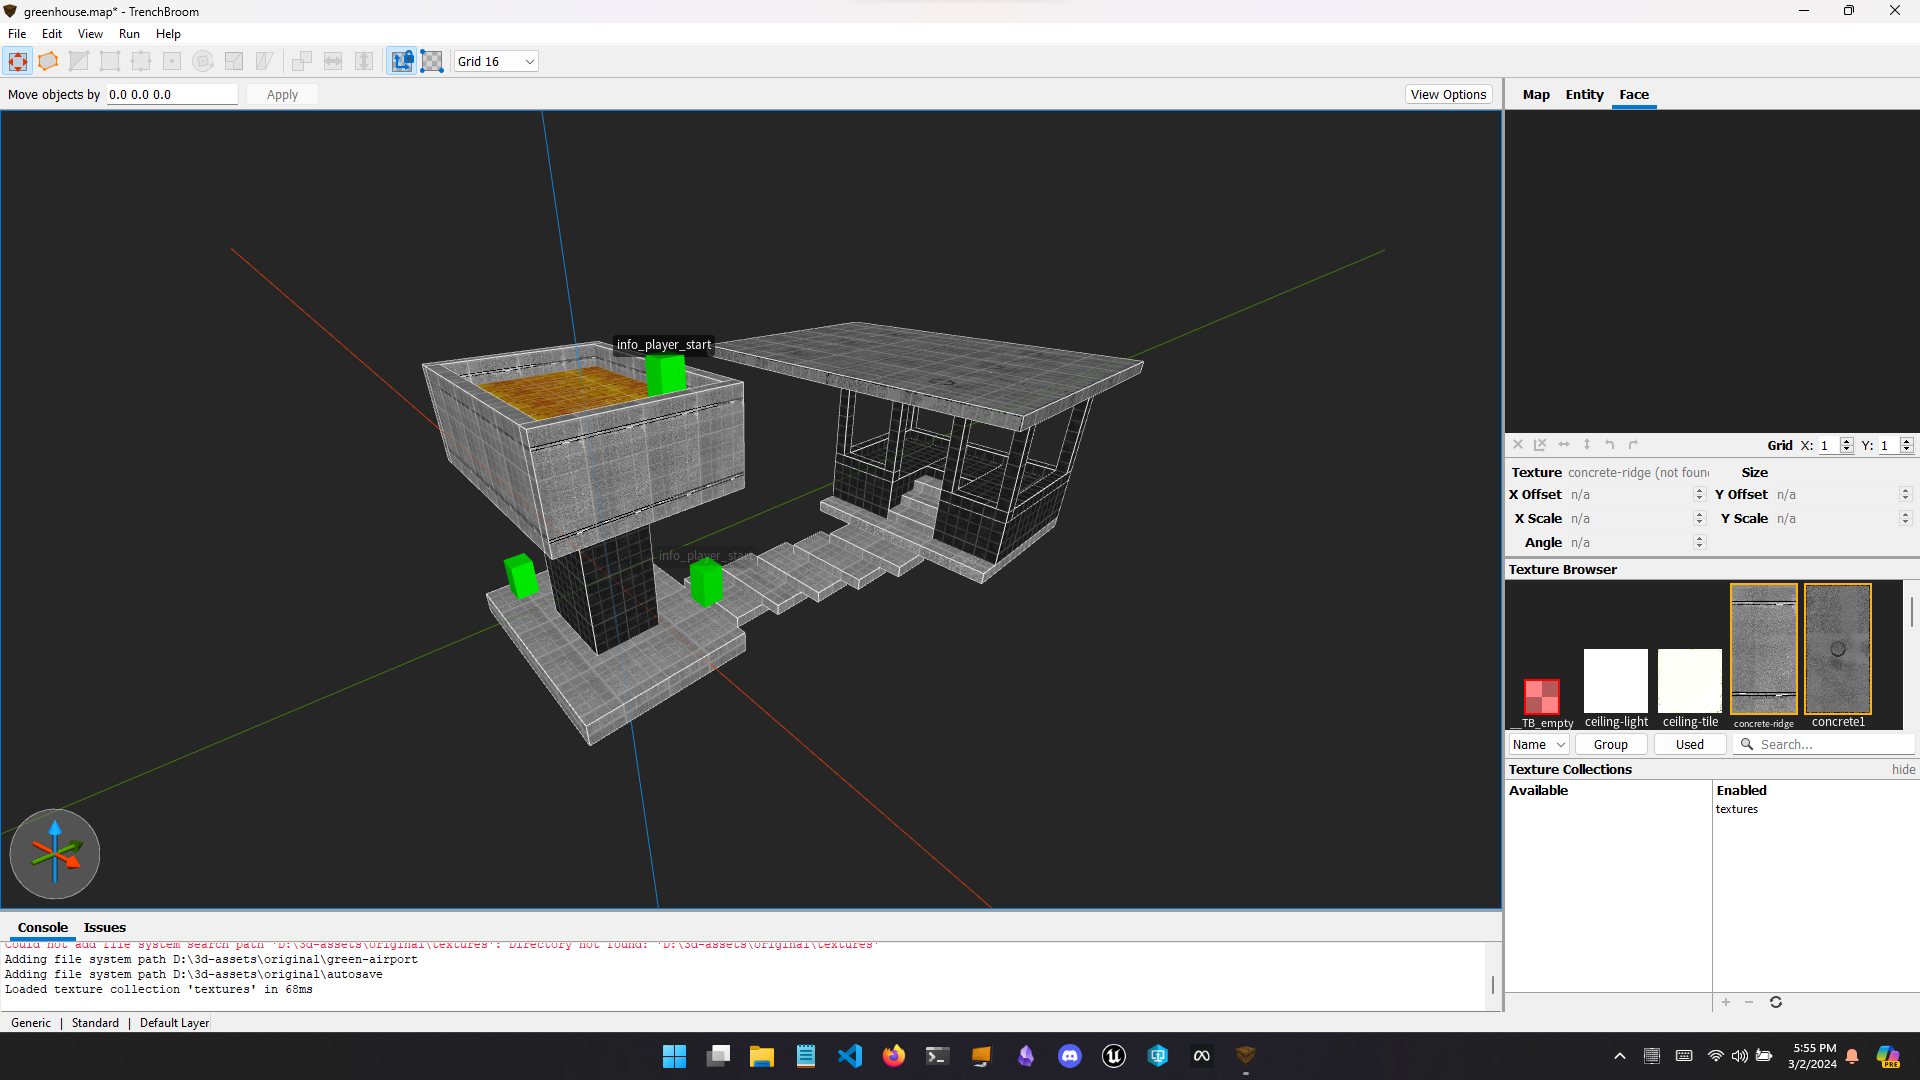 greenhouse.map* - TrenchBroom
File Edit View Run Help
Grid 16
Move objects by 0.0 0.0 0.0 Apply View Options
Map Entity Face
info_player_start
info_player_start
Grid X: 1 Y: 1
Texture concrete-ridge (not foun Size
X Offset n/a Y Offset n/a
X Scale n/a Y Scale n/a
Angle n/a
Texture Browser
__TB_empty ceiling-light ceiling-tile concrete-ridge concrete1
Name Group Used Search...
Texture Collections hide
Available Enabled
textures
Console Issues
Could not add file system search path 'D:\3d-assets\original\textures': Directory not found: 'D:\3d-assets\original\textures'
Adding file system path D:\3d-assets\original\green-airport
Adding file system path D:\3d-assets\original\autosave
Loaded texture collection 'textures' in 68ms
Generic | Standard | Default Layer
5:55 PM
3/2/2024
PRE